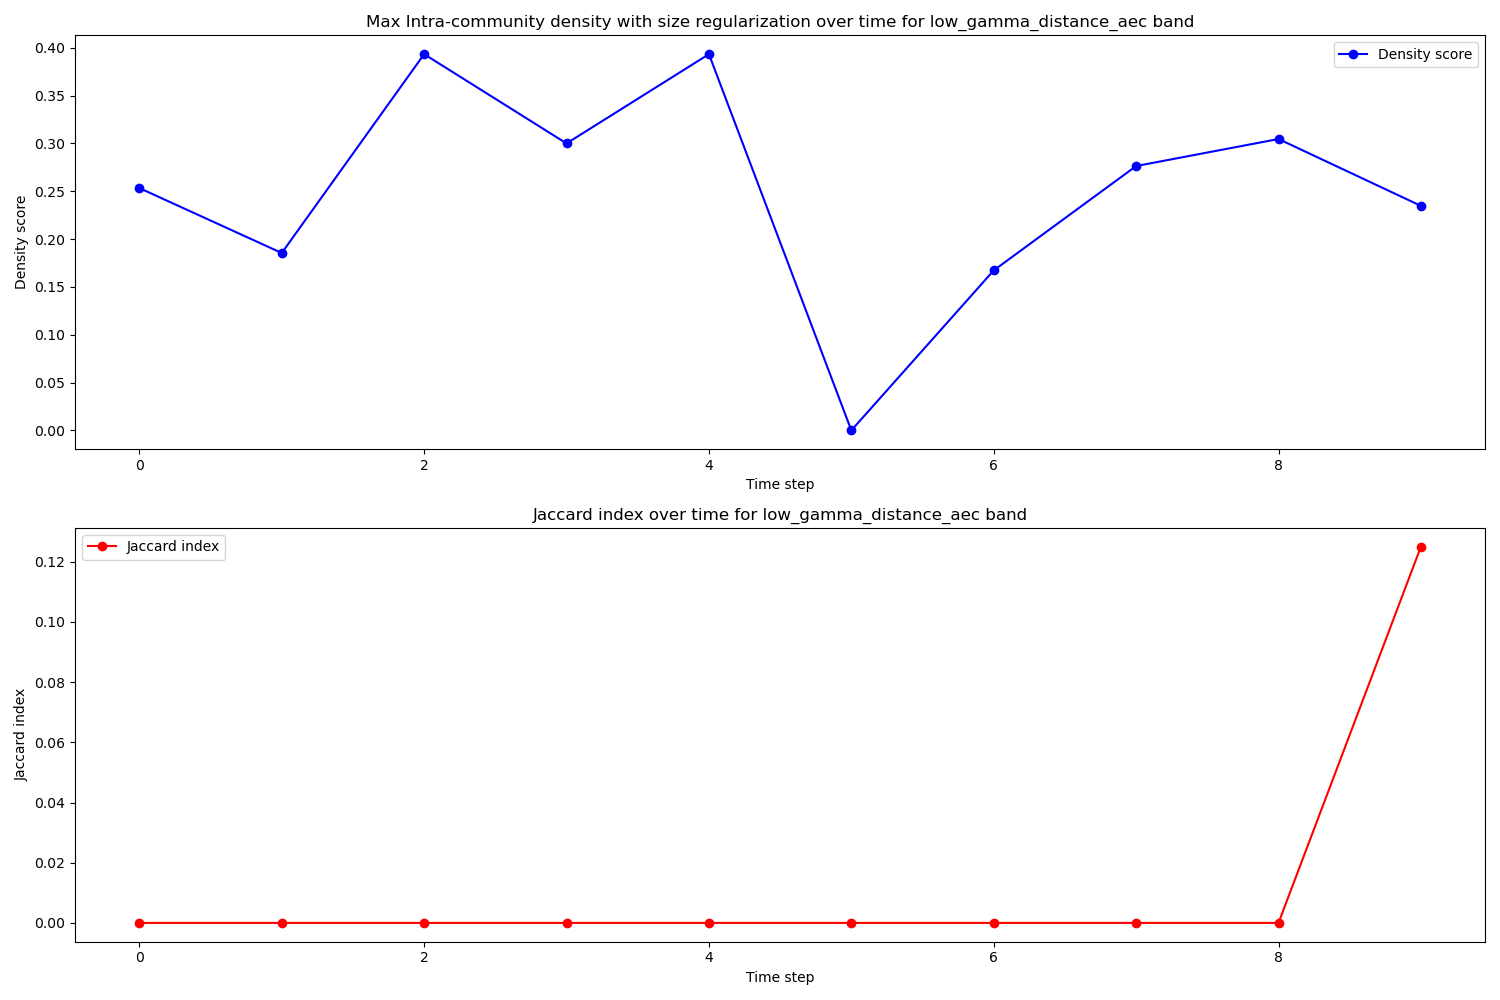 Max Intra-community density with size regularization over time for low_gamma_distance_aec band
Density score
0.40
0.35
0.30
0.25
0.20
0.15
0.10
0.05
0.00
Density score
0 2 4 6 8
Time step
Jaccard index over time for low_gamma_distance_aec band
Jaccard index
0.12
0.10
0.08
0.06
0.04
0.02
0.00
Jaccard index
0 2 4 6 8
Time step